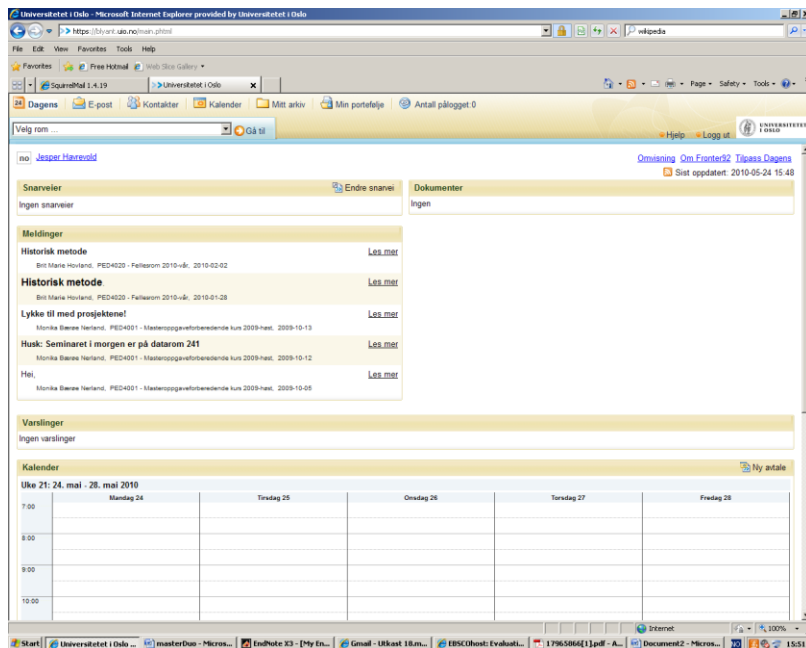 Universitetet i Oslo - Microsoft Internet Explorer provided by Universitetet i Oslo
https://blyant.uio.no/main.phtml
wikipedia
File Edit View Favorites Tools Help
Favorites Free Hotmail Web Slice Gallery
SquirrelMail 1.4.19 >>Universitetet i Oslo x Page Safety Tools
24 Dagens E-post Kontakter Kalender Mitt arkiv Min portefølje Antall pålogget:0
Velg rom ... Gå til Hjelp Logg ut UNIVERSITETET I OSLO
no Jesper Havrevold Omvisning Om Fronter92 Tilpass Dagens
Sist oppdatert: 2010-05-24 15:48
Snarveier Endre snarvei Dokumenter
Ingen snarveier Ingen
Meldinger
Historisk metode Les mer
Brit Marie Hovland, PED4020 - Fellesrom 2010-vår, 2010-02-02
Historisk metode. Les mer
Brit Marie Hovland, PED4020 - Fellesrom 2010-vår, 2010-01-28
Lykke til med prosjektene! Les mer
Monika Bærøe Nerland, PED4001 - Masteroppgaveforberedende kurs 2009-høst, 2009-10-13
Husk: Seminaret i morgen er på datarom 241 Les mer
Monika Bærøe Nerland, PED4001 - Masteroppgaveforberedende kurs 2009-høst, 2009-10-12
Hei, Les mer
Monika Bærøe Nerland, PED4001 - Masteroppgaveforberedende kurs 2009-høst, 2009-10-05
Varslinger
Ingen varslinger
Kalender Ny avtale
Uke 21: 24. mai - 28. mai 2010
Mandag 24 Tirsdag 25 Onsdag 26 Torsdag 27 Fredag 28
7:00
8:00
9:00
10:00
Internet 100%
Start Universitetet i Oslo ... masterDuo - Micros... EndNote X3 - [My En... Gmail - Utkast 18.m... EBSCOhost: Evaluati... 17965866[1].pdf - A... Document2 - Micros... NO 15:51